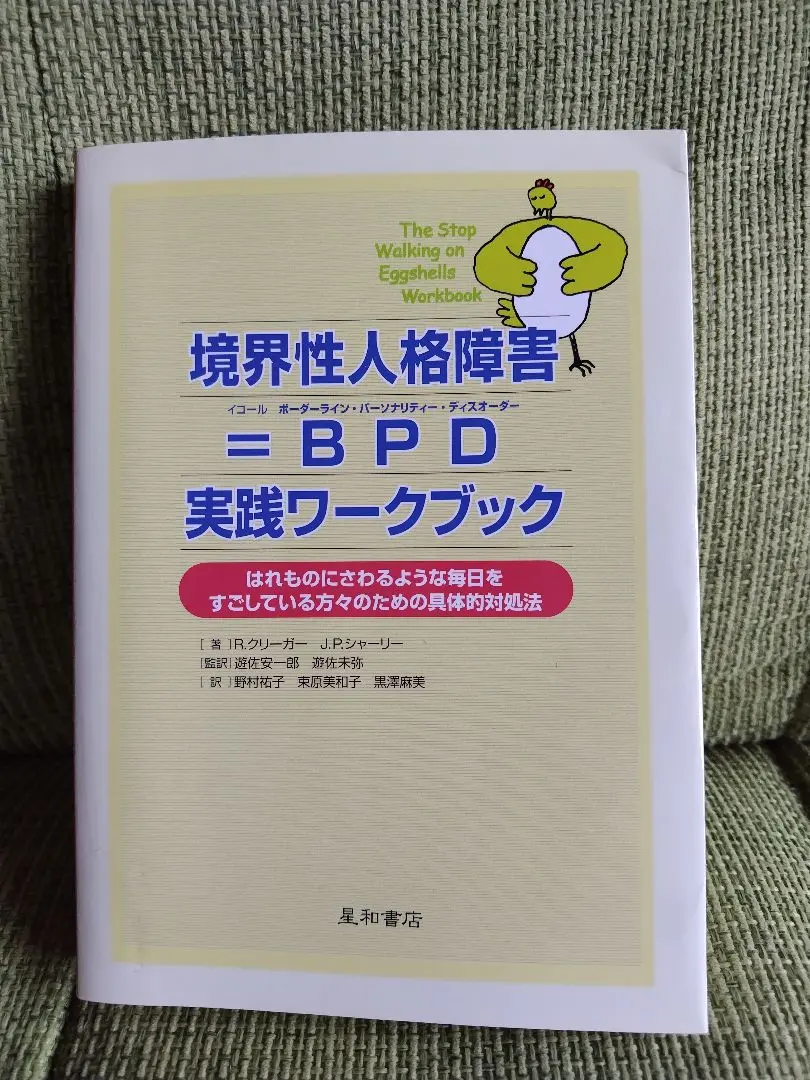 The Stop
Walking on
Eggshells
Workbook
境界性人格障害
イコール ボーダーライン・パーソナリティー・ディスオーダー
=BPD
実践ワークブック
はれものにさわるような毎日を
すごしている方々のための具体的対処法
[著]R.クリーガー J.P.シャーリー
[監訳]遊佐安一郎 遊佐未弥
[訳]野村祐子 束原美和子 黒澤麻美
星和書店